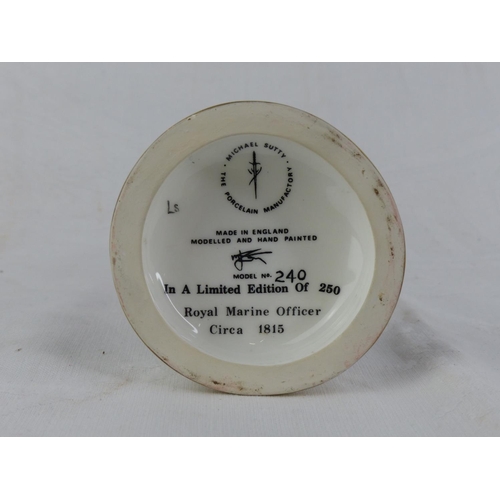 · MICHAEL SUTTY ·
THE PORCELAIN MANUFACTORY
Ls
MADE IN ENGLAND
MODELLED AND HAND PAINTED
MODEL No. 240
In A Limited Edition Of 250
Royal Marine Officer
Circa 1815